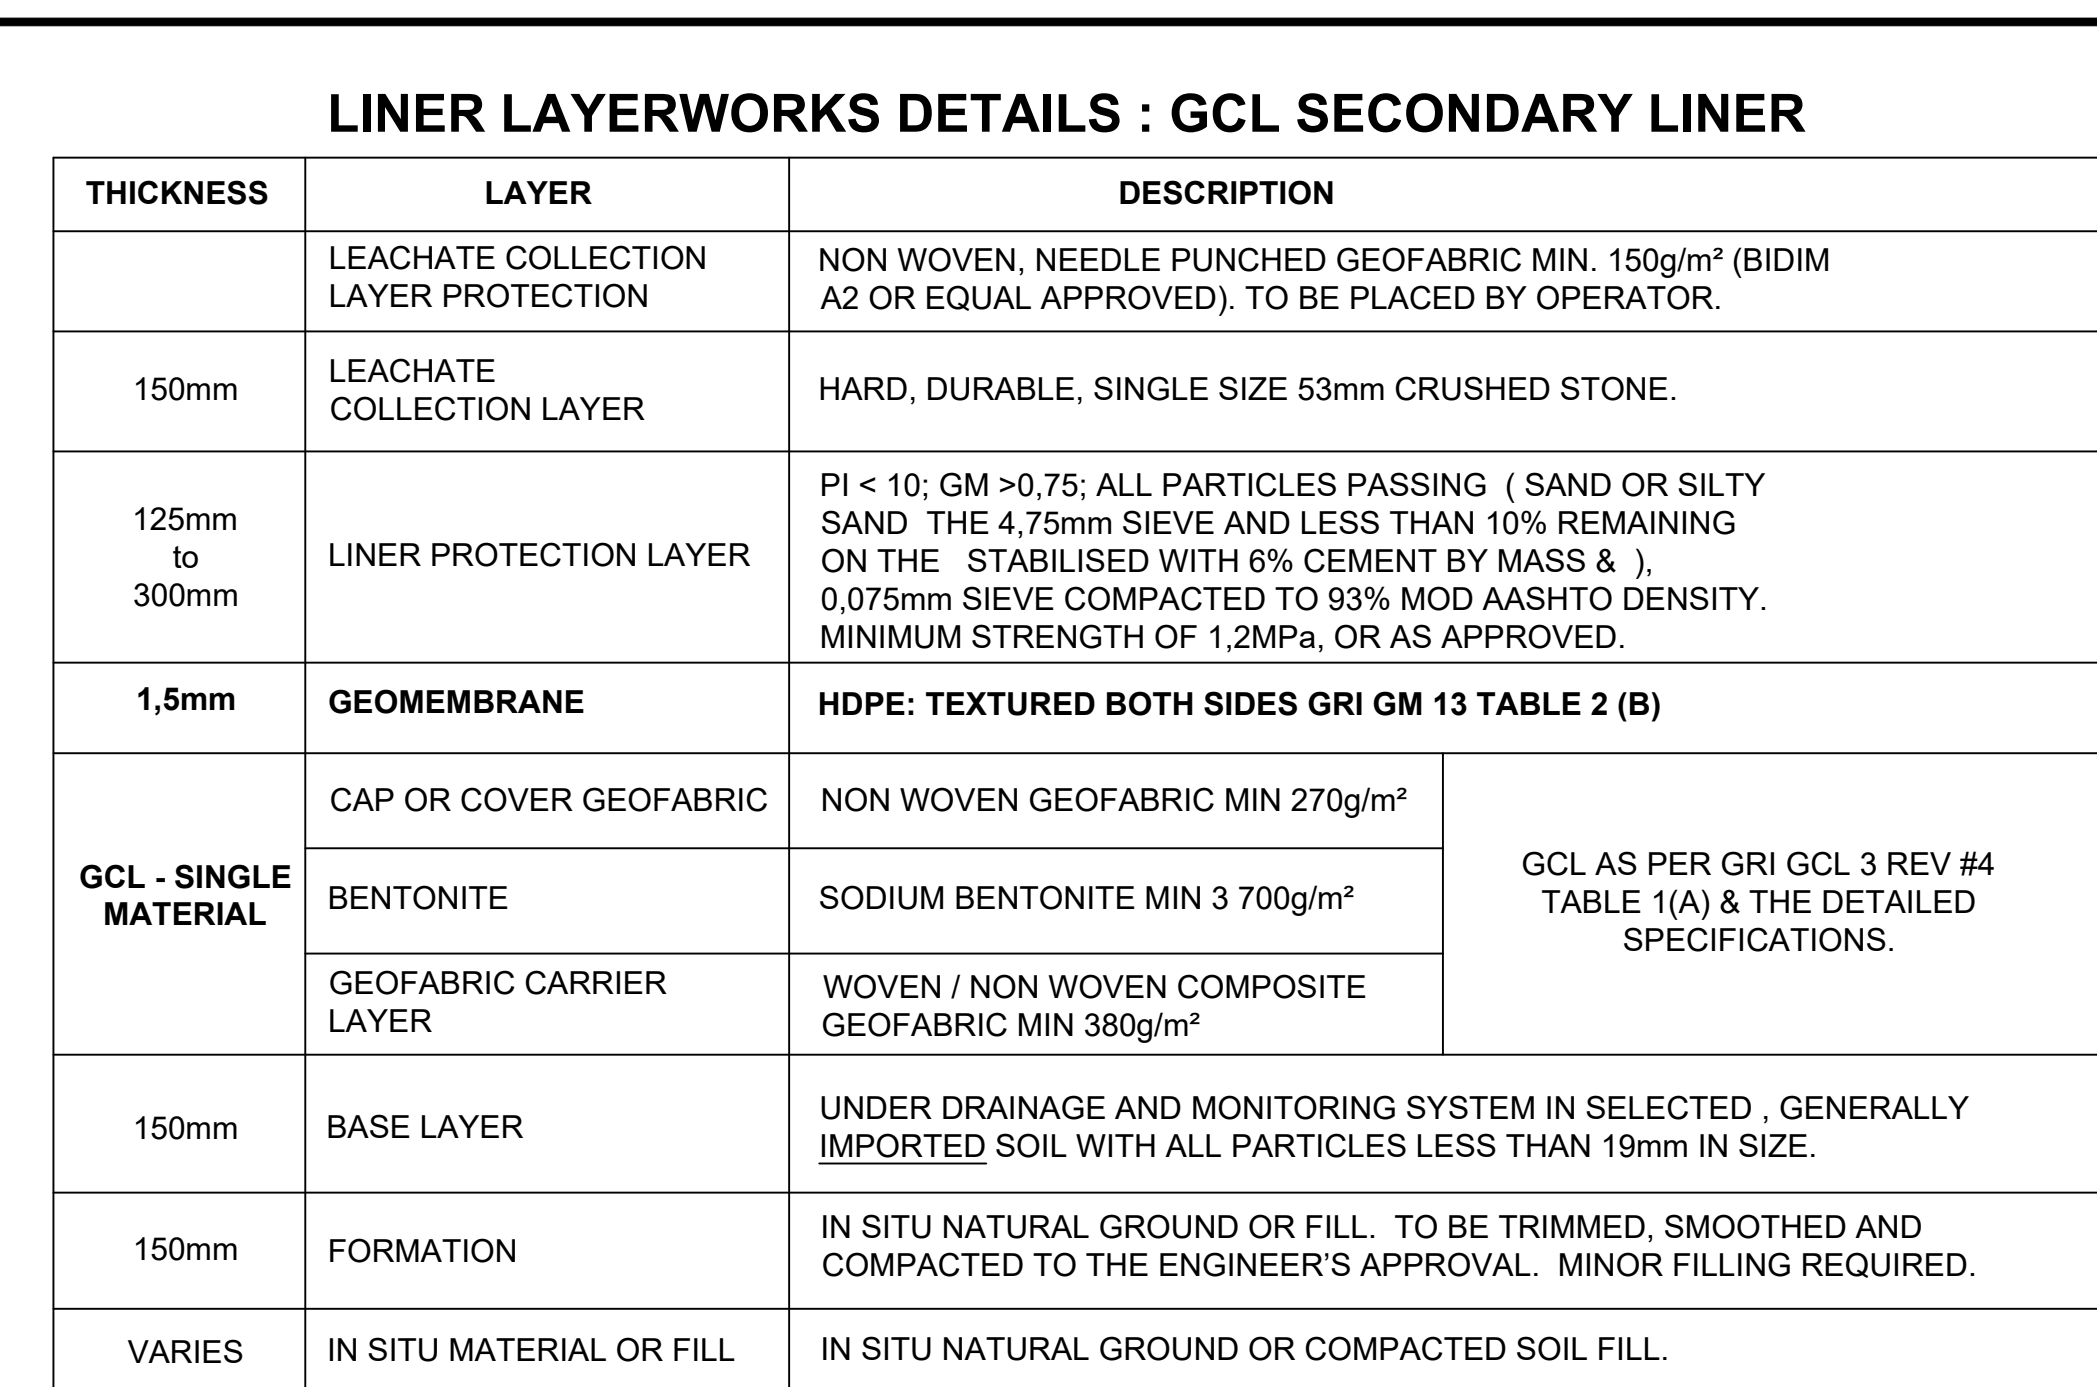 LINER LAYERWORKS DETAILS : GCL SECONDARY LINER
THICKNESS
LAYER
DESCRIPTION
LEACHATE COLLECTION
LAYER PROTECTION
NON WOVEN, NEEDLE PUNCHED GEOFABRIC MIN. 150g/m² (BIDIM
A2 OR EQUAL APPROVED). TO BE PLACED BY OPERATOR.
150mm
LEACHATE
COLLECTION LAYER
HARD, DURABLE, SINGLE SIZE 53mm CRUSHED STONE.
125mm
to
300mm
LINER PROTECTION LAYER
PI < 10; GM >0,75; ALL PARTICLES PASSING ( SAND OR SILTY
SAND THE 4,75mm SIEVE AND LESS THAN 10% REMAINING
ON THE STABILISED WITH 6% CEMENT BY MASS & ),
0,075mm SIEVE COMPACTED TO 93% MOD AASHTO DENSITY.
MINIMUM STRENGTH OF 1,2MPa, OR AS APPROVED.
1,5mm
GEOMEMBRANE
HDPE: TEXTURED BOTH SIDES GRI GM 13 TABLE 2 (B)
GCL - SINGLE
MATERIAL
CAP OR COVER GEOFABRIC
NON WOVEN GEOFABRIC MIN 270g/m²
BENTONITE
SODIUM BENTONITE MIN 3 700g/m²
GEOFABRIC CARRIER
LAYER
WOVEN / NON WOVEN COMPOSITE
GEOFABRIC MIN 380g/m²
GCL AS PER GRI GCL 3 REV #4
TABLE 1(A) & THE DETAILED
SPECIFICATIONS.
150mm
BASE LAYER
UNDER DRAINAGE AND MONITORING SYSTEM IN SELECTED , GENERALLY
IMPORTED SOIL WITH ALL PARTICLES LESS THAN 19mm IN SIZE.
150mm
FORMATION
IN SITU NATURAL GROUND OR FILL. TO BE TRIMMED, SMOOTHED AND
COMPACTED TO THE ENGINEER'S APPROVAL. MINOR FILLING REQUIRED.
VARIES
IN SITU MATERIAL OR FILL
IN SITU NATURAL GROUND OR COMPACTED SOIL FILL.